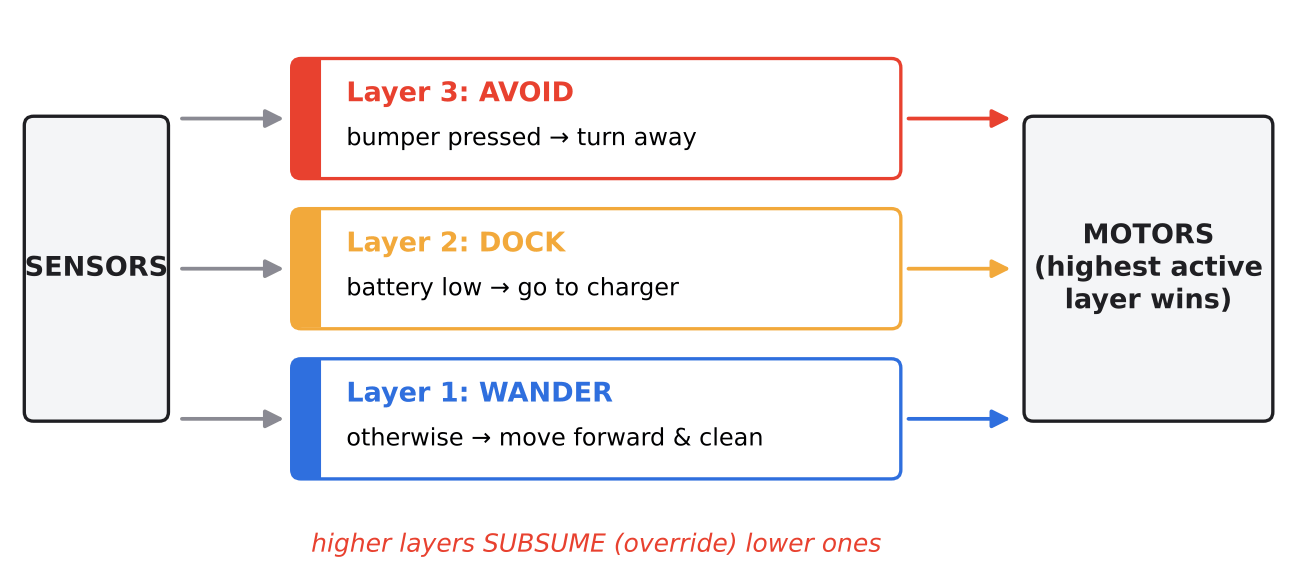 Layer 3: AVOID
bumper pressed → turn away
SENSORS
Layer 2: DOCK
battery low → go to charger
MOTORS
(highest active
layer wins)
Layer 1: WANDER
otherwise → move forward & clean
higher layers SUBSUME (override) lower ones